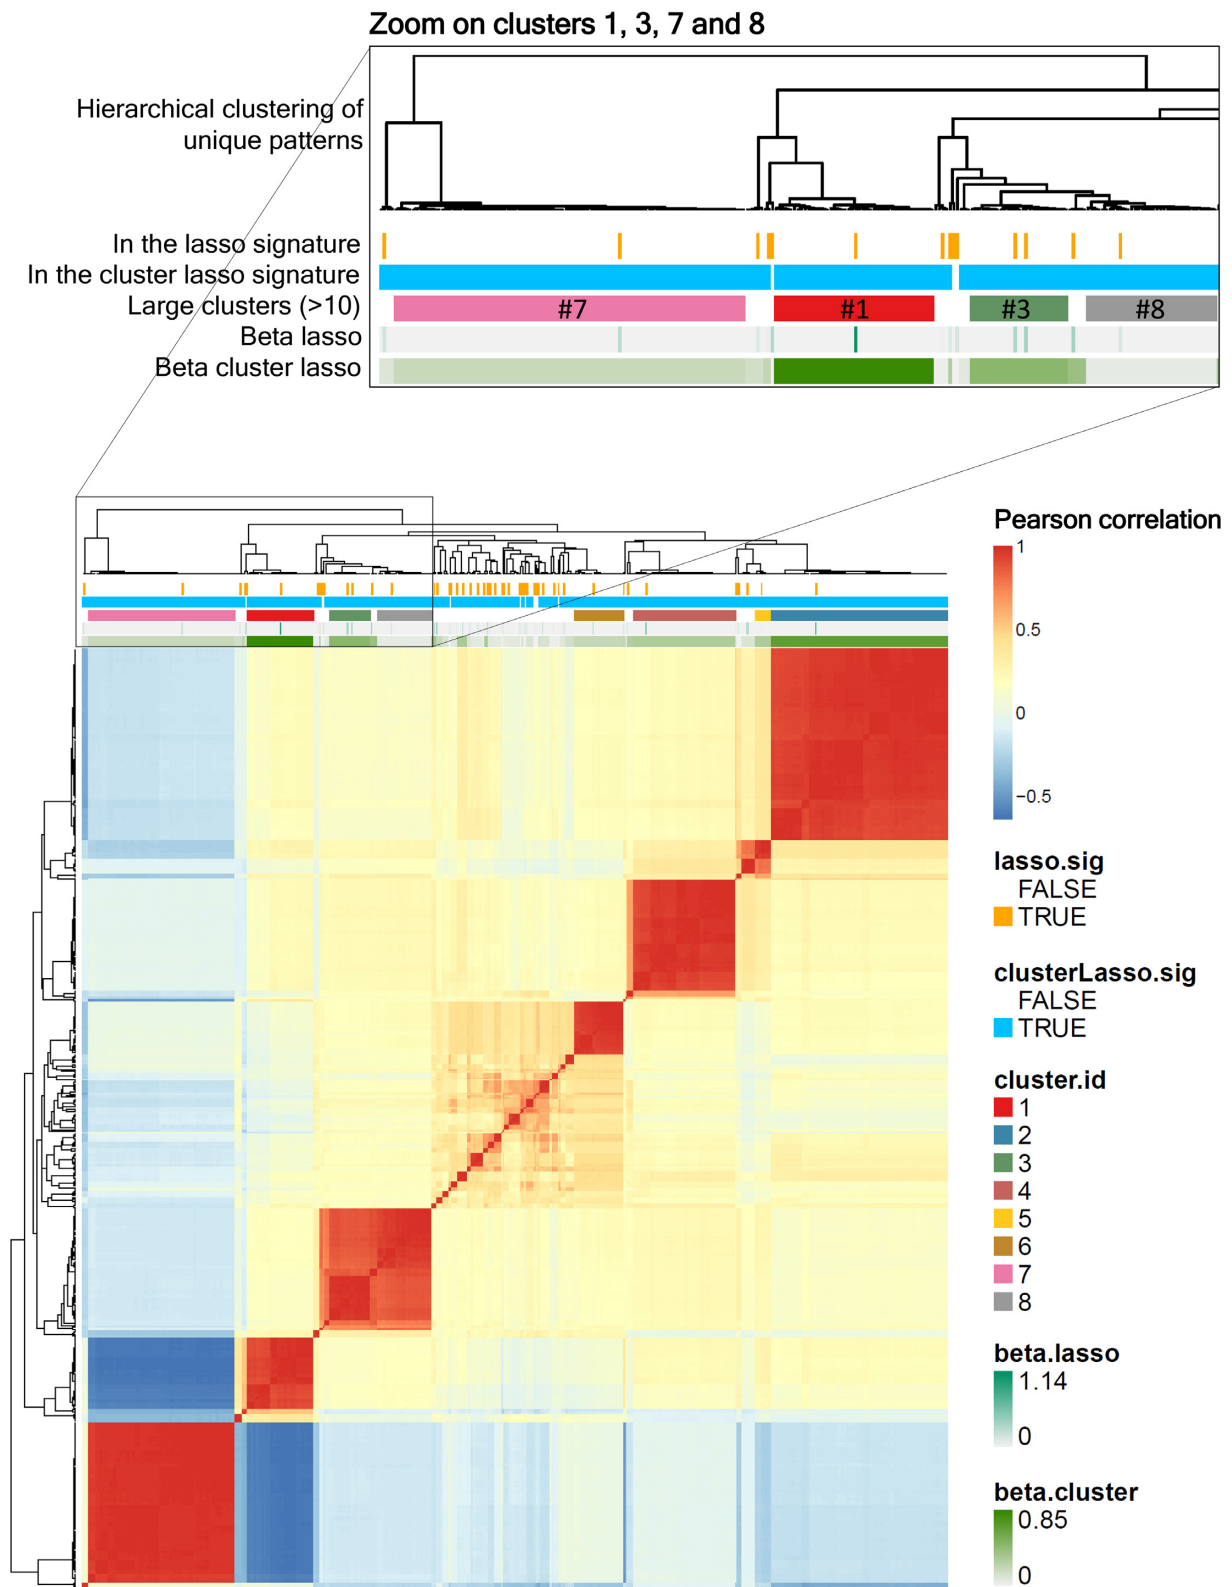 Zoom on clusters 1, 3, 7 and 8
Hierarchical clustering of
unique patterns
In the lasso signature
In the cluster lasso signature
Large clusters (>10)
#7
#1
#3
#8
Beta lasso
Beta cluster lasso
Pearson correlation
1
0.5
0
−0.5
lasso.sig
FALSE
TRUE
clusterLasso.sig
FALSE
TRUE
cluster.id
1
2
3
4
5
6
7
8
beta.lasso
1.14
0
beta.cluster
0.85
0